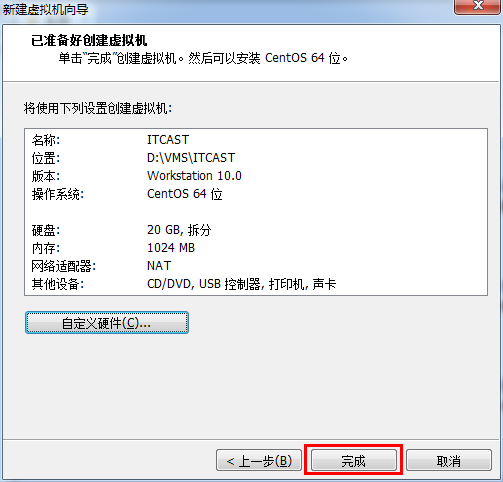 新建虚拟机向导
已准备好创建虚拟机
单击“完成”创建虚拟机。然后可以安装 CentOS 64 位。
将使用下列设置创建虚拟机:
名称: ITCAST
位置: D:\VMS\ITCAST
版本: Workstation 10.0
操作系统: CentOS 64 位
硬盘: 20 GB, 拆分
内存: 1024 MB
网络适配器: NAT
其他设备: CD/DVD, USB 控制器, 打印机, 声卡
自定义硬件(C)...
< 上一步(B) 完成 取消